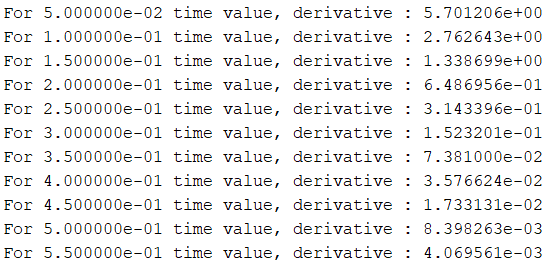 For 5.000000e-02 time value, derivative : 5.701206e+00
For 1.000000e-01 time value, derivative : 2.762643e+00
For 1.500000e-01 time value, derivative : 1.338699e+00
For 2.000000e-01 time value, derivative : 6.486956e-01
For 2.500000e-01 time value, derivative : 3.143396e-01
For 3.000000e-01 time value, derivative : 1.523201e-01
For 3.500000e-01 time value, derivative : 7.381000e-02
For 4.000000e-01 time value, derivative : 3.576624e-02
For 4.500000e-01 time value, derivative : 1.733131e-02
For 5.000000e-01 time value, derivative : 8.398263e-03
For 5.500000e-01 time value, derivative : 4.069561e-03